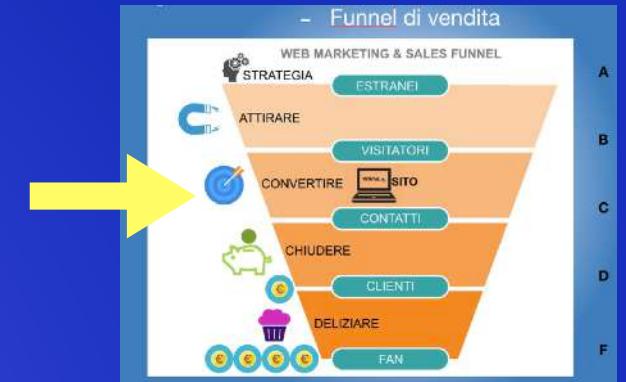 - Funnel di vendita
WEB MARKETING & SALES FUNNEL
STRATEGIA
ESTRANEI
A
ATTIRARE
B
VISITATORI
CONVERTIRE
SITO
C
CONTATTI
CHIUDERE
D
CLIENTI
DELIZIARE
F
FAN